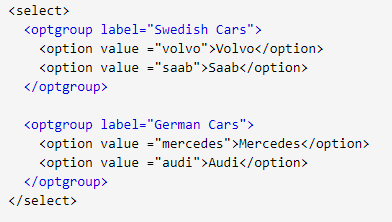 <select>
  <optgroup label="Swedish Cars">
    <option value ="volvo">Volvo</option>
    <option value ="saab">Saab</option>
  </optgroup>

  <optgroup label="German Cars">
    <option value ="mercedes">Mercedes</option>
    <option value ="audi">Audi</option>
  </optgroup>
</select>